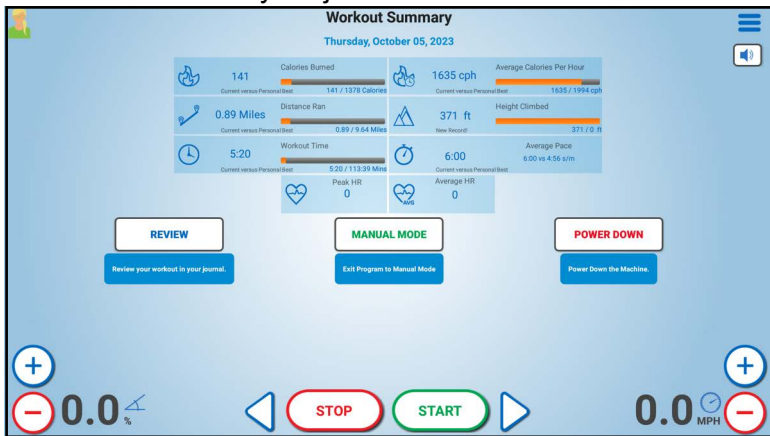 Workout Summary
Thursday, October 05, 2023
141
Calories Burned
Current versus Personal Best
141 / 1378 Calories
1635 cph
Average Calories Per Hour
Current versus Personal Best
1635 / 1994 cph
0.89 Miles
Distance Ran
Current versus Personal Best
0.89 / 9.64 Miles
371 ft
Height Climbed
New Record!
371 / 0 ft
5:20
Workout Time
Current versus Personal Best
5:20 / 113:39 Mins
6:00
Average Pace
6:00 vs 4:56 s/m
Current versus Personal Best
Peak HR
0
AVG
Average HR
0
REVIEW
Review your workout in your journal.
MANUAL MODE
Exit Program to Manual Mode
POWER DOWN
Power Down the Machine.
0.0 %
STOP
START
0.0 MPH